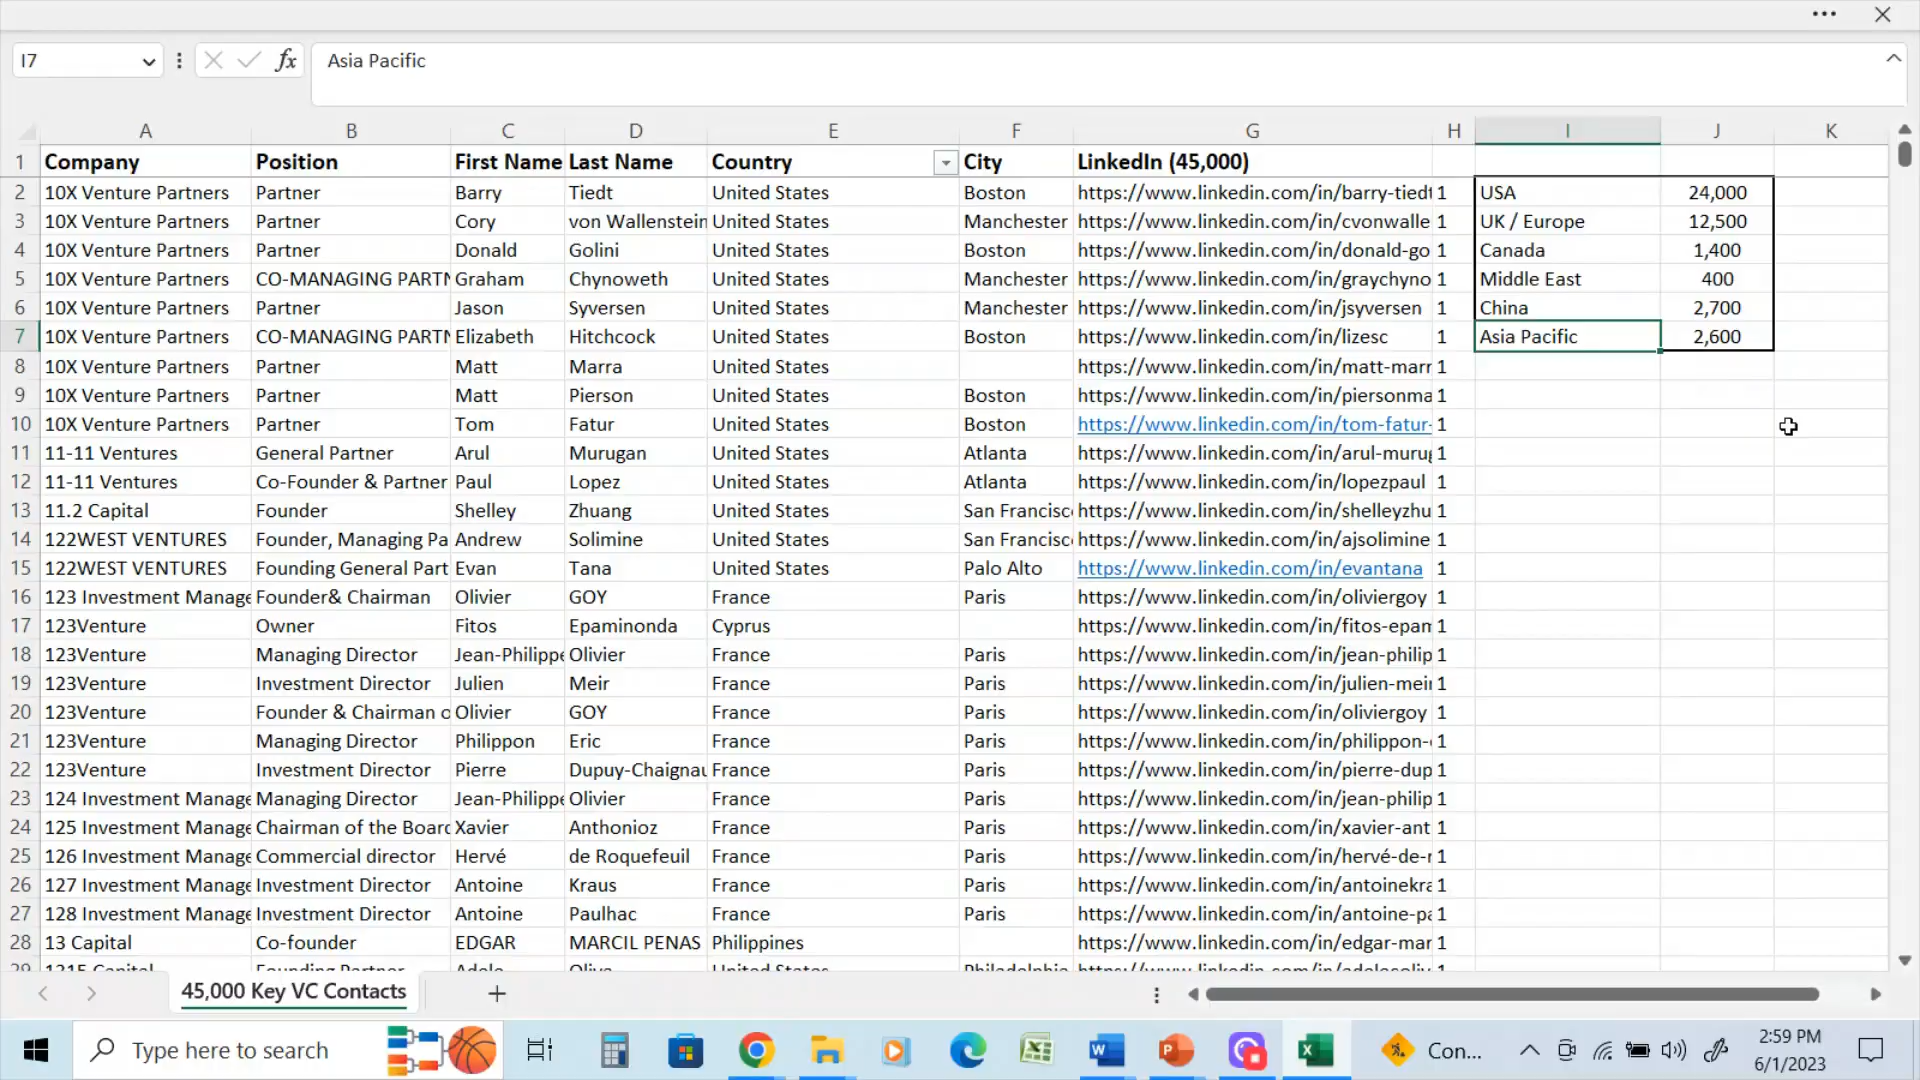 I7 fx Asia Pacific
A B C D E F G H I J K
1 Company Position First Name Last Name Country City LinkedIn (45,000)
2 10X Venture Partners Partner Barry Tiedt United States Boston https://www.linkedin.com/in/barry-tiedt 1 USA 24,000
3 10X Venture Partners Partner Cory von Wallenstein United States Manchester https://www.linkedin.com/in/cvonwalle 1 UK / Europe 12,500
4 10X Venture Partners Partner Donald Golini United States Boston https://www.linkedin.com/in/donald-go 1 Canada 1,400
5 10X Venture Partners CO-MANAGING PARTN Graham Chynoweth United States Manchester https://www.linkedin.com/in/graychyno 1 Middle East 400
6 10X Venture Partners Partner Jason Syversen United States Manchester https://www.linkedin.com/in/jsyversen 1 China 2,700
7 10X Venture Partners CO-MANAGING PARTN Elizabeth Hitchcock United States Boston https://www.linkedin.com/in/lizesc 1 Asia Pacific 2,600
8 10X Venture Partners Partner Matt Marra United States https://www.linkedin.com/in/matt-marr 1
9 10X Venture Partners Partner Matt Pierson United States Boston https://www.linkedin.com/in/piersonma 1
10 10X Venture Partners Partner Tom Fatur United States Boston https://www.linkedin.com/in/tom-fatur- 1
11 11-11 Ventures General Partner Arul Murugan United States Atlanta https://www.linkedin.com/in/arul-murug 1
12 11-11 Ventures Co-Founder & Partner Paul Lopez United States Atlanta https://www.linkedin.com/in/lopezpaul 1
13 11.2 Capital Founder Shelley Zhuang United States San Francisc https://www.linkedin.com/in/shelleyzhu 1
14 122WEST VENTURES Founder, Managing Pa Andrew Solimine United States San Francisc https://www.linkedin.com/in/ajsolimine 1
15 122WEST VENTURES Founding General Part Evan Tana United States Palo Alto https://www.linkedin.com/in/evantana 1
16 123 Investment Manage Founder& Chairman Olivier GOY France Paris https://www.linkedin.com/in/oliviergoy 1
17 123Venture Owner Fitos Epaminonda Cyprus https://www.linkedin.com/in/fitos-epam 1
18 123Venture Managing Director Jean-Philippe Olivier France Paris https://www.linkedin.com/in/jean-philip 1
19 123Venture Investment Director Julien Meir France Paris https://www.linkedin.com/in/julien-meir 1
20 123Venture Founder & Chairman o Olivier GOY France Paris https://www.linkedin.com/in/oliviergoy 1
21 123Venture Managing Director Philippon Eric France Paris https://www.linkedin.com/in/philippon- 1
22 123Venture Investment Director Pierre Dupuy-Chaignau France Paris https://www.linkedin.com/in/pierre-dup 1
23 124 Investment Manage Managing Director Jean-Philippe Olivier France Paris https://www.linkedin.com/in/jean-philip 1
24 125 Investment Manage Chairman of the Board Xavier Anthonioz France Paris https://www.linkedin.com/in/xavier-ant 1
25 126 Investment Manage Commercial director Hervé de Roquefeuil France Paris https://www.linkedin.com/in/hervé-de-r 1
26 127 Investment Manage Investment Director Antoine Kraus France Paris https://www.linkedin.com/in/antoinekra 1
27 128 Investment Manage Investment Director Antoine Paulhac France Paris https://www.linkedin.com/in/antoine-pa 1
28 13 Capital Co-founder EDGAR MARCIL PENAS Philippines https://www.linkedin.com/in/edgar-mar 1
29 1315 Capital Founding Partner Adele Oliva United States Philadelphia https://www.linkedin.com/in/adeleoliv 1
45,000 Key VC Contacts
Type here to search Con... 2:59 PM
6/1/2023